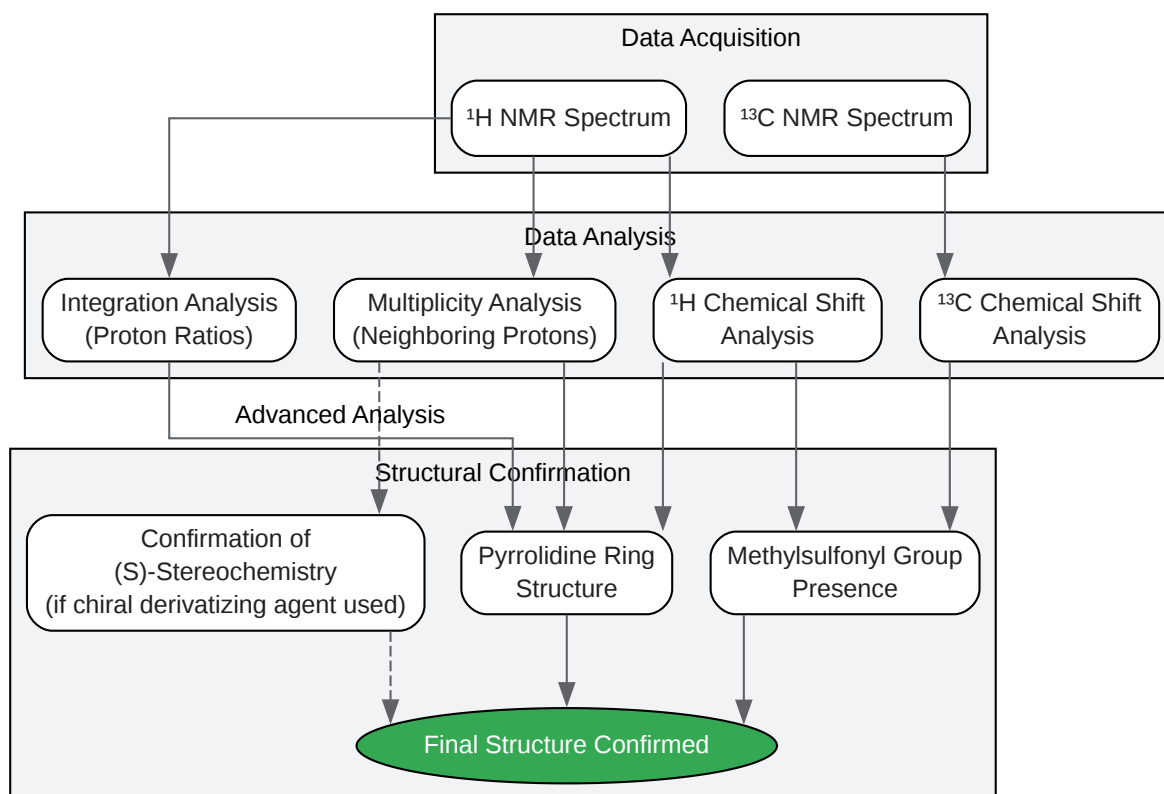 Data Acquisition
¹H NMR Spectrum
¹³C NMR Spectrum
Data Analysis
Integration Analysis
(Proton Ratios)
Multiplicity Analysis
(Neighboring Protons)
¹H Chemical Shift
Analysis
¹³C Chemical Shift
Analysis
Advanced Analysis
Structural Confirmation
Confirmation of
(S)-Stereochemistry
(if chiral derivatizing agent used)
Pyrrolidine Ring
Structure
Methylsulfonyl Group
Presence
Final Structure Confirmed